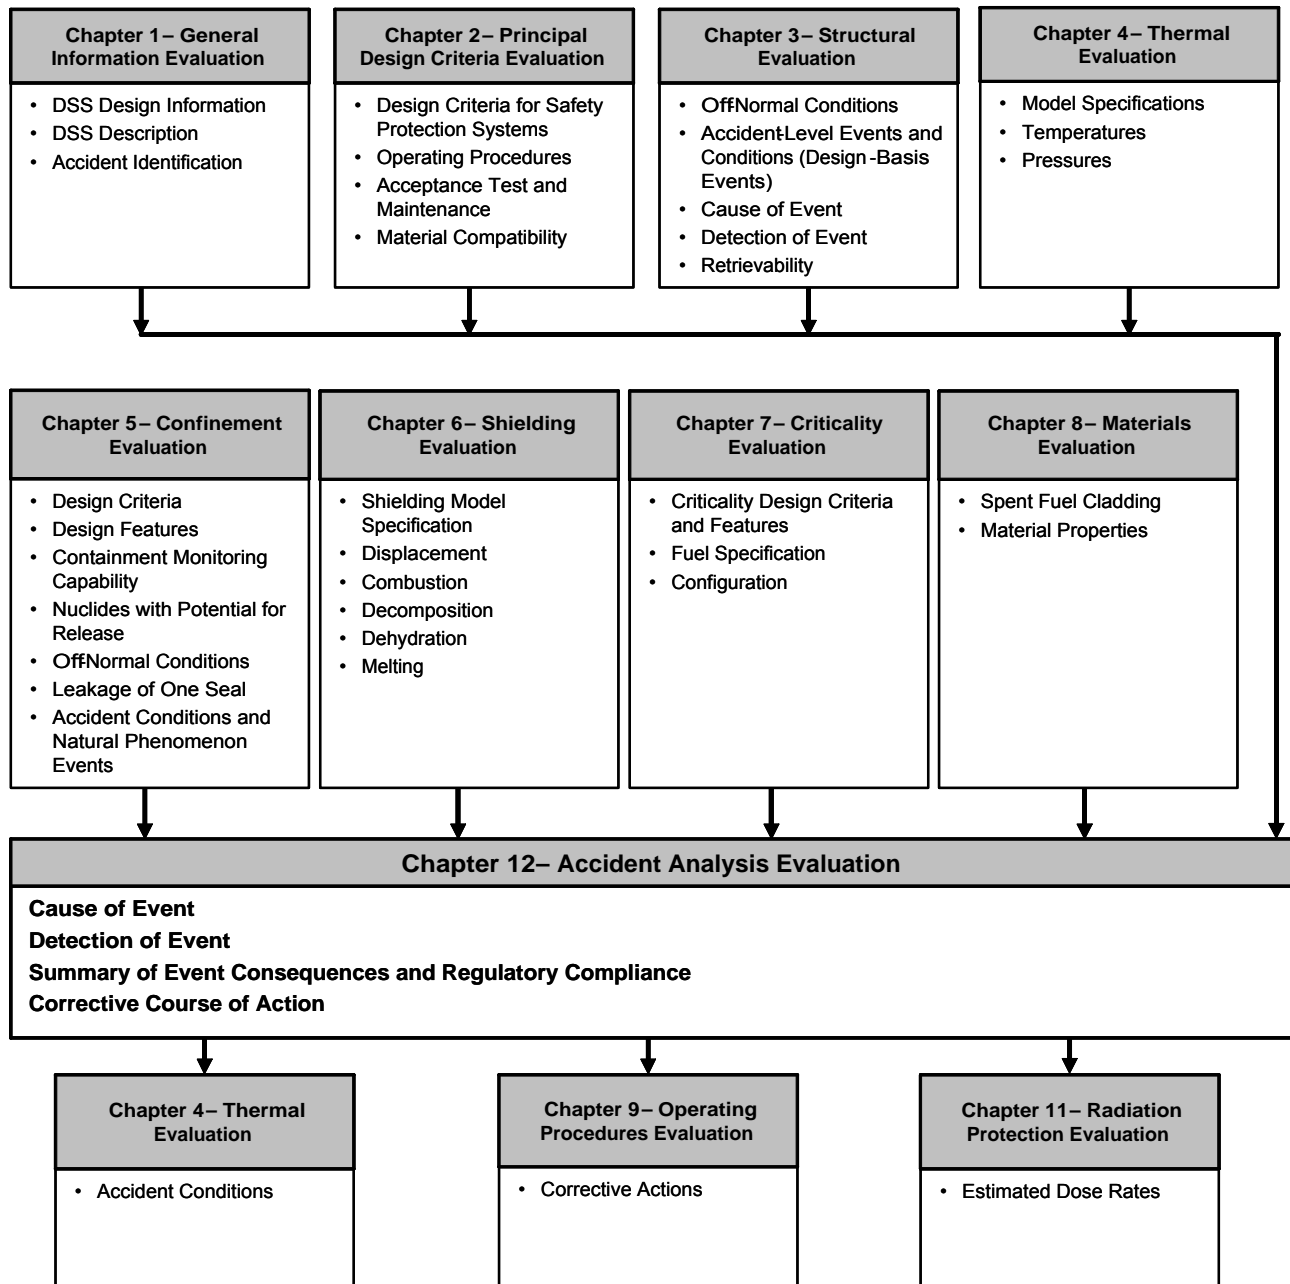 Chapter 1– General
Information Evaluation
• DSS Design Information
• DSS Description
• Accident Identification
Chapter 2– Principal
Design Criteria Evaluation
• Design Criteria for Safety
Protection Systems
• Operating Procedures
• Acceptance Test and
Maintenance
• Material Compatibility
Chapter 3– Structural
Evaluation
• OffNormal Conditions
• Accident-Level Events and
Conditions (Design-Basis
Events)
• Cause of Event
• Detection of Event
• Retrievability
Chapter 4– Thermal
Evaluation
• Model Specifications
• Temperatures
• Pressures
Chapter 5– Confinement
Evaluation
• Design Criteria
• Design Features
• Containment Monitoring
Capability
• Nuclides with Potential for
Release
• OffNormal Conditions
• Leakage of One Seal
• Accident Conditions and
Natural Phenomenon
Events
Chapter 6– Shielding
Evaluation
• Shielding Model
Specification
• Displacement
• Combustion
• Decomposition
• Dehydration
• Melting
Chapter 7– Criticality
Evaluation
• Criticality Design Criteria
and Features
• Fuel Specification
• Configuration
Chapter 8– Materials
Evaluation
• Spent Fuel Cladding
• Material Properties
Chapter 12– Accident Analysis Evaluation
Cause of Event
Detection of Event
Summary of Event Consequences and Regulatory Compliance
Corrective Course of Action
Chapter 4– Thermal
Evaluation
• Accident Conditions
Chapter 9– Operating
Procedures Evaluation
• Corrective Actions
Chapter 11– Radiation
Protection Evaluation
• Estimated Dose Rates